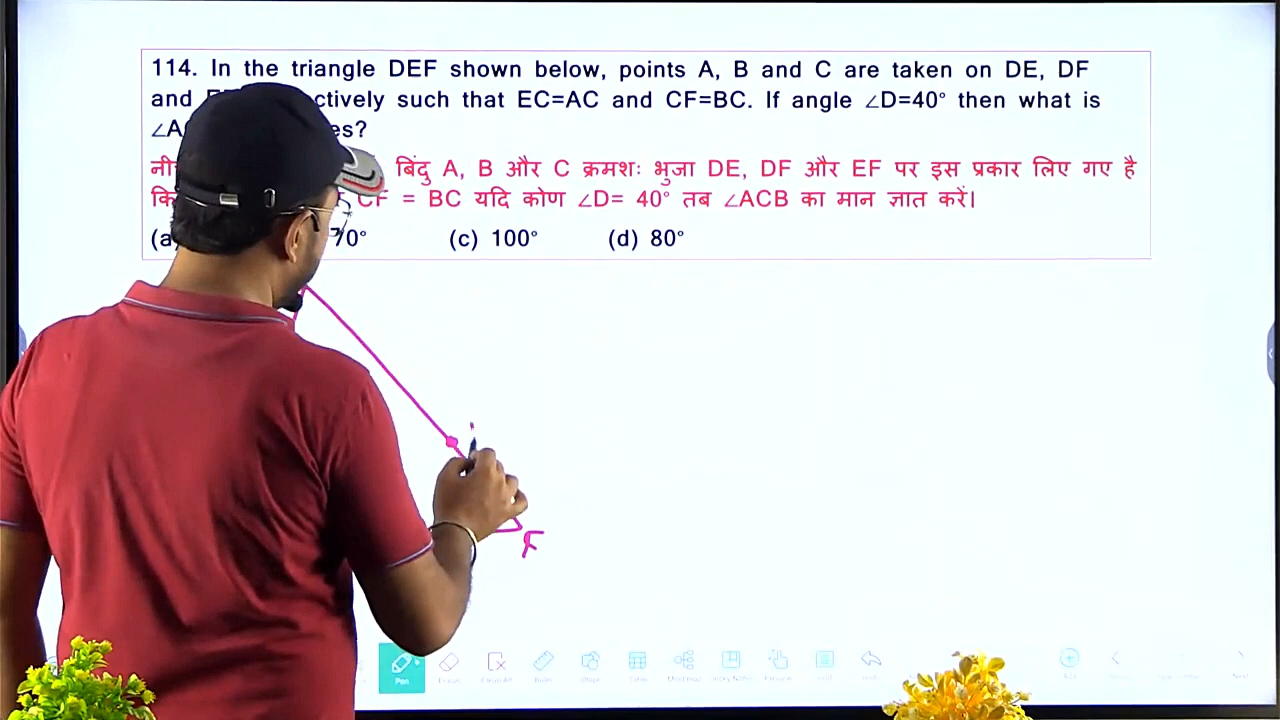 114. In the triangle DEF shown below, points A, B and C are taken on DE, DF
and ctively such that EC=AC and CF=BC. If angle ∠D=40° then what is
∠A es?
बिंदु A, B और C क्रमशः भुजा DE, DF और EF पर इस प्रकार लिए गए है
CF = BC यदि कोण ∠D= 40° तब ∠ACB का मान ज्ञात करें।
(a) 70° (c) 100° (d) 80°
F
Pen